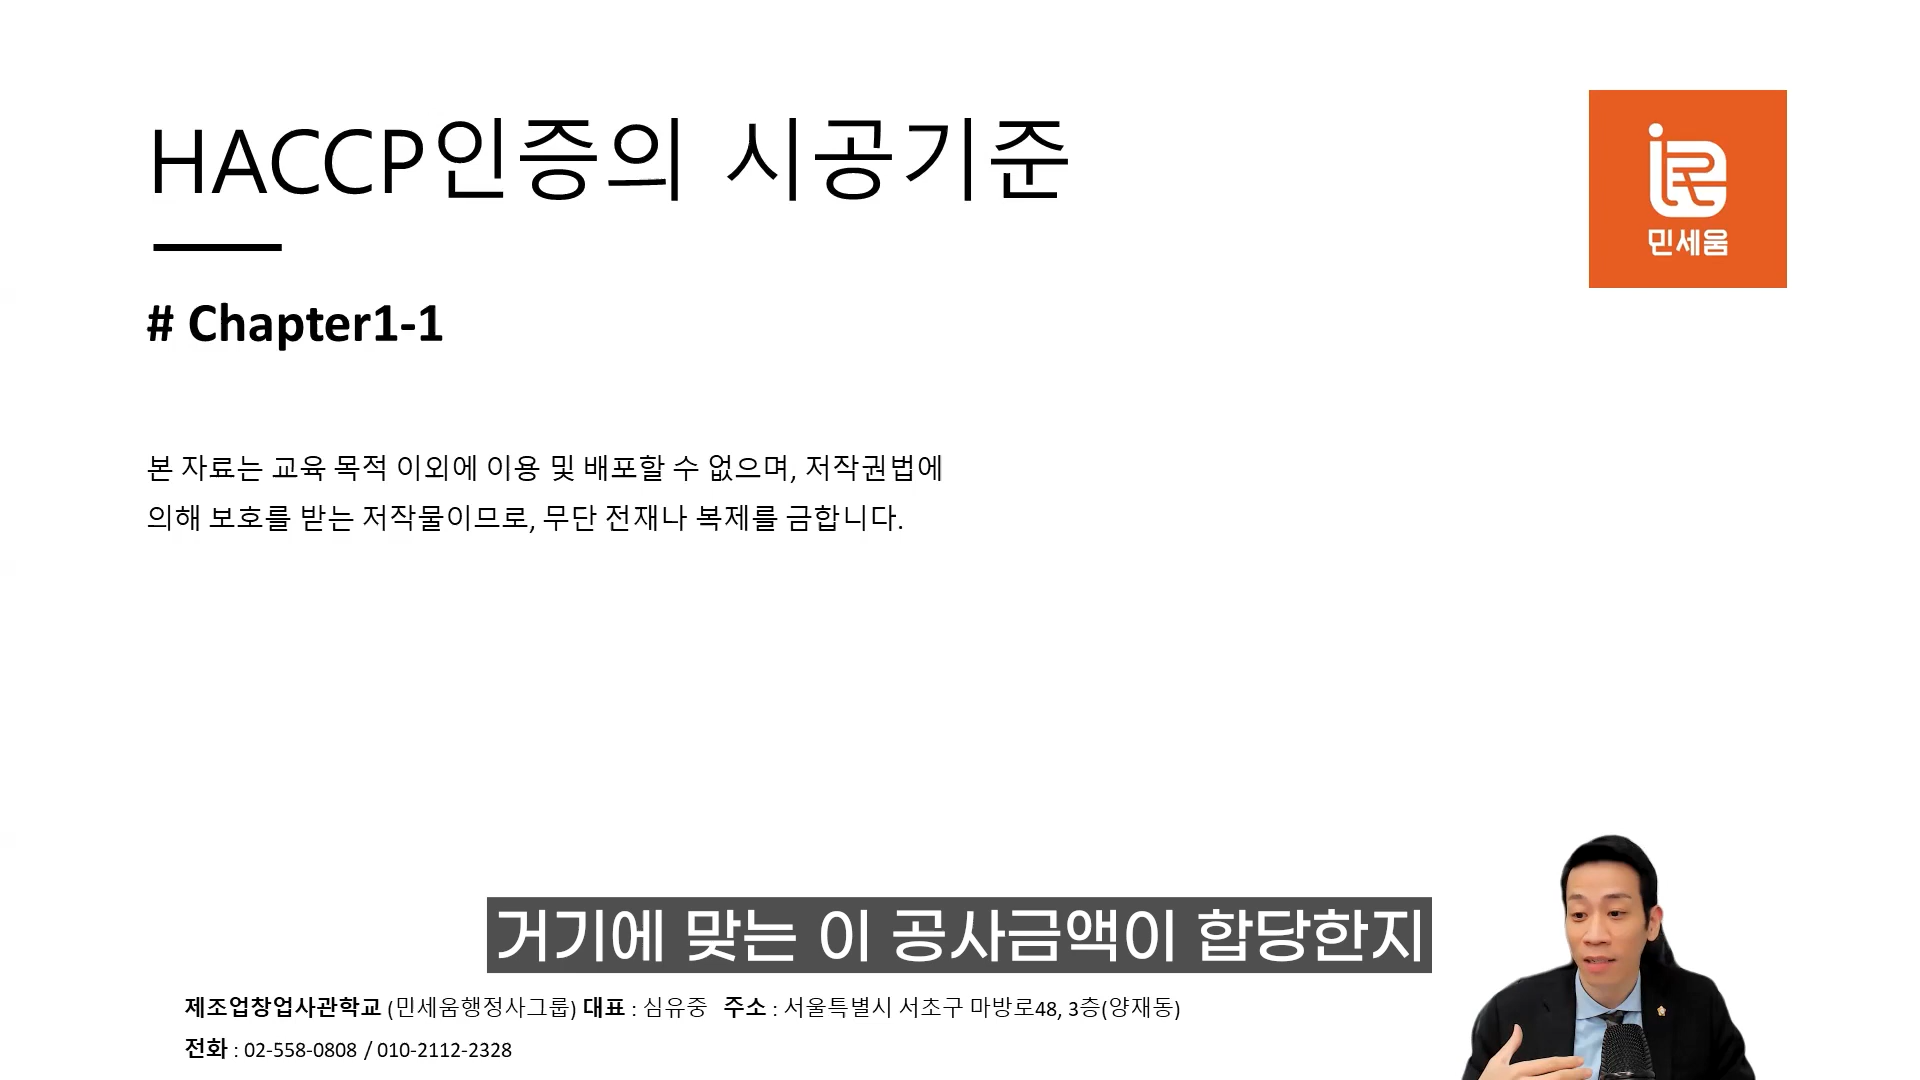 HACCP인증의 시공기준
민세움
# Chapter1-1
본 자료는 교육 목적 이외에 이용 및 배포할 수 없으며, 저작권법에
의해 보호를 받는 저작물이므로, 무단 전재나 복제를 금합니다.
거기에 맞는 이 공사금액이 합당한지
제조업창업사관학교 (민세움행정사그룹) 대표 : 심유중 주소 : 서울특별시 서초구 마방로48, 3층(양재동)
전화 : 02-558-0808 / 010-2112-2328